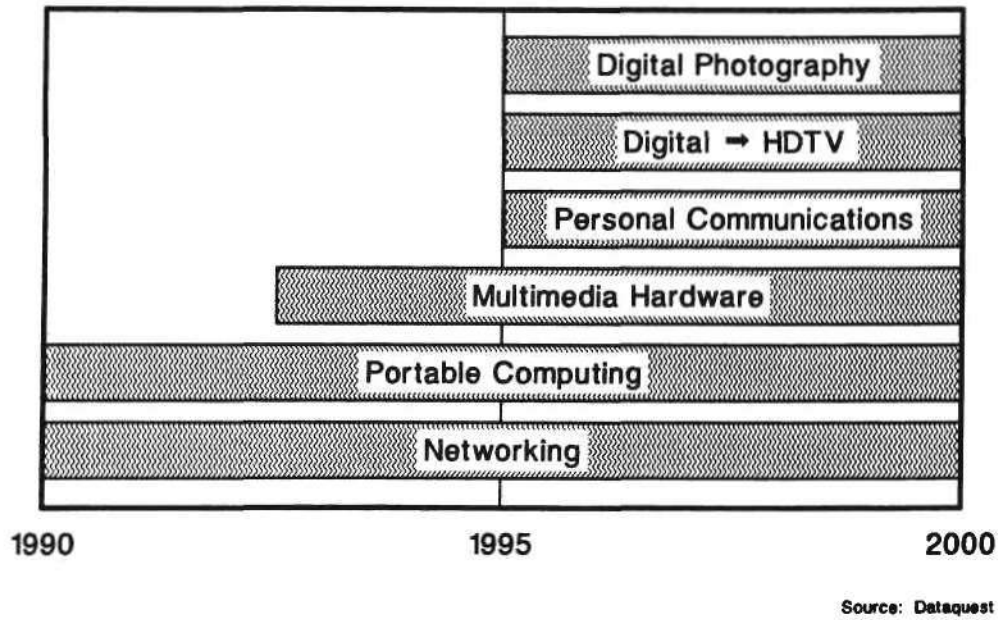 Digital Photography
Digital → HDTV
Personal Communications
Multimedia Hardware
Portable Computing
Networking
1990 1995 2000
Source: Dataquest